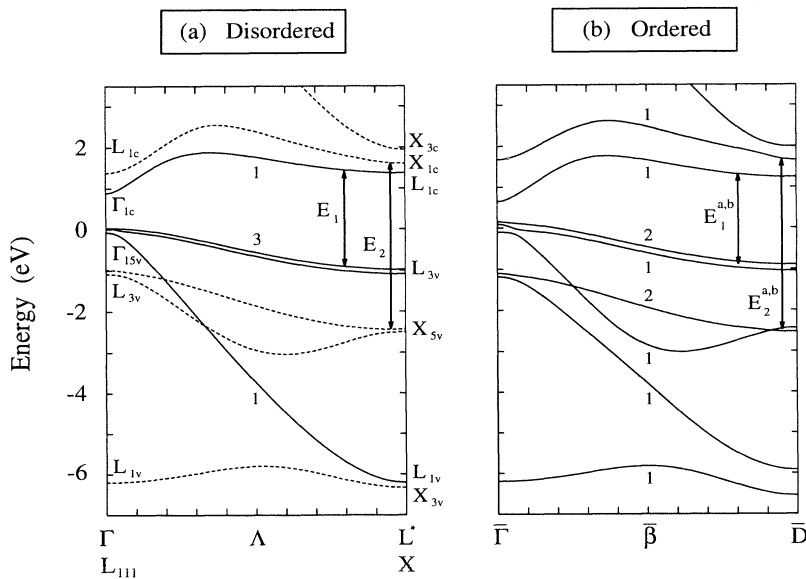 (a) Disordered
(b) Ordered
Energy (eV)
2
0
-2
-4
-6
L1c
Γ1c
Γ15v
L3v
L1v
1
3
1
E1
E2
X3c
X1c
L1c
L3v
X5v
L1v
X3v
Γ Λ L*
L111 X
1
1
2
1
2
1
1
1
E1a,b
E2a,b
Γ̅ β̅ D̅